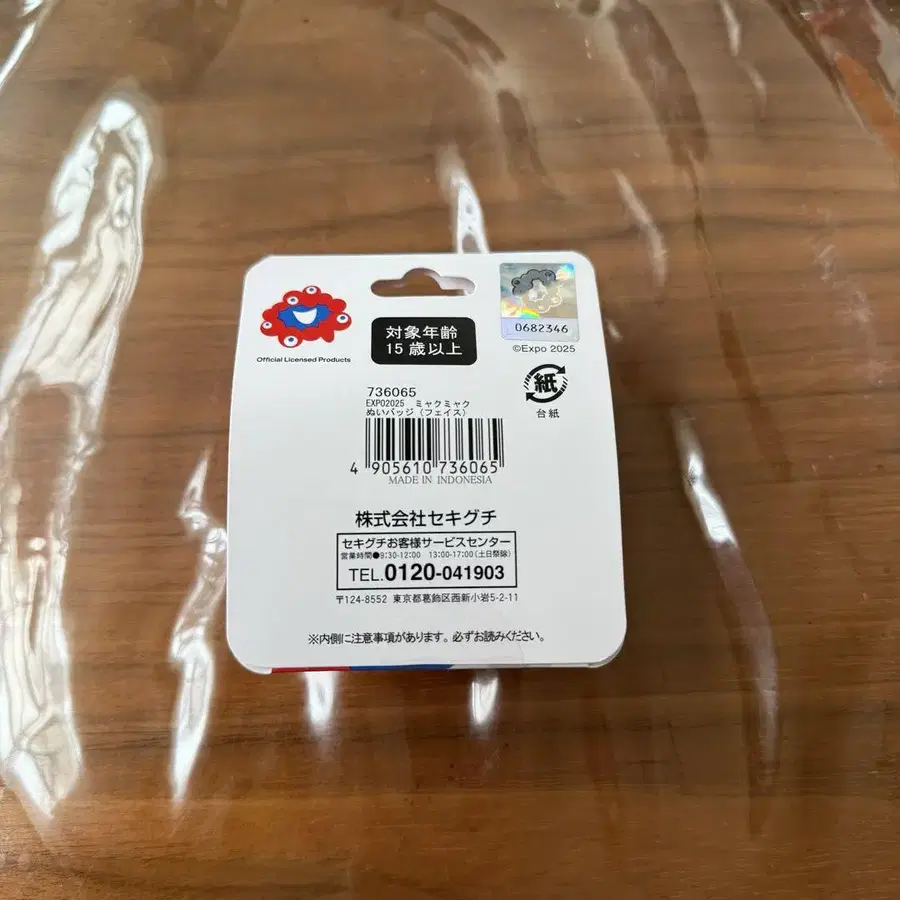 Official Licensed Products
対象年齢
15歳以上
0682346
©Expo 2025
紙
台紙
736065
EXPO2025 ミャクミャク
ぬいバッジ(フェイス)
4 905610 736065
MADE IN INDONESIA
株式会社セキグチ
セキグチお客様サービスセンター
営業時間●9:30-12:00 13:00-17:00(土日祭除)
TEL.0120-041903
〒124-8552 東京都葛飾区西新小岩5-2-11
※内側に注意事項があります。必ずお読みください。